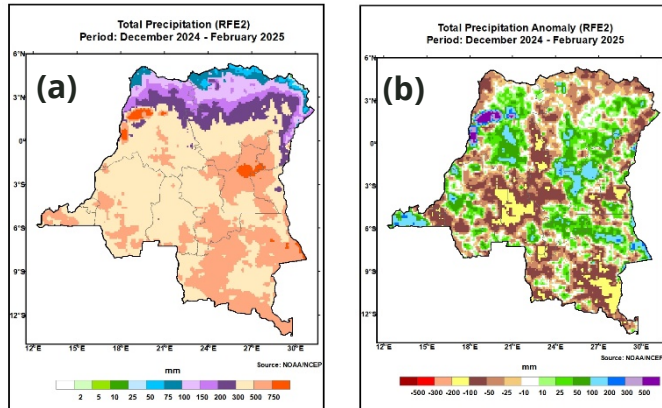 Total Precipitation (RFE2)
Period: December 2024 - February 2025
(a)
6°N
3°N
0°
3°S
6°S
9°S
12°S
12°E 15°E 18°E 21°E 24°E 27°E 30°E
Source: NOAA/NCEP
mm
2 5 10 25 50 75 100 150 200 300 500 750
Total Precipitation Anomaly (RFE2)
Period: December 2024 - February 2025
(b)
6°N
3°N
0°
3°S
6°S
9°S
12°S
12°E 15°E 18°E 21°E 24°E 27°E 30°E
Source: NOAA/NCEP
mm
-500 -300 -200 -100 -50 -25 -10 10 25 50 100 200 300 500